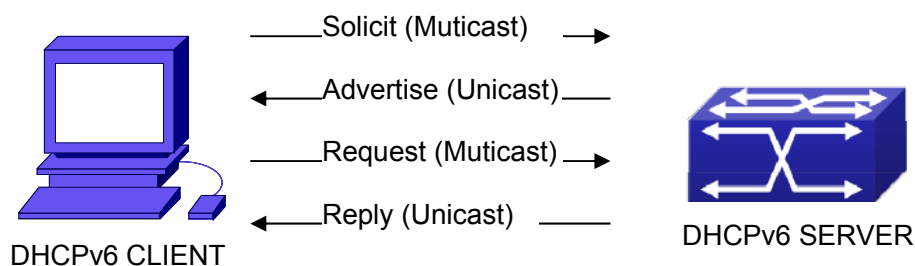 Solicit (Muticast)
Advertise (Unicast)
Request (Muticast)
Reply (Unicast)
DHCPv6 CLIENT
DHCPv6 SERVER